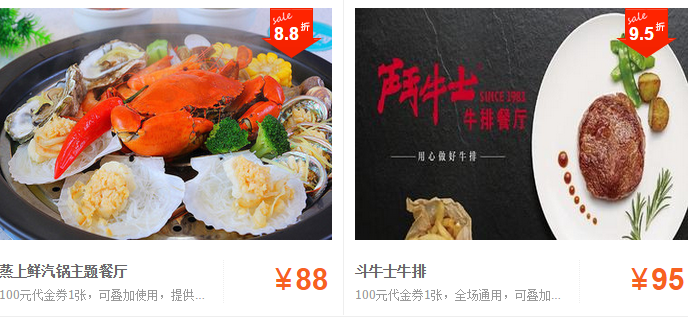 sale
8.8折
sale
9.5折
鬥牛士
SINCE 1983
牛排餐厅
用心做好牛排
蒸上鲜汽锅主题餐厅
¥88
100元代金券1张，可叠加使用，提供...
斗牛士牛排
¥95
100元代金券1张，全场通用，可叠加...